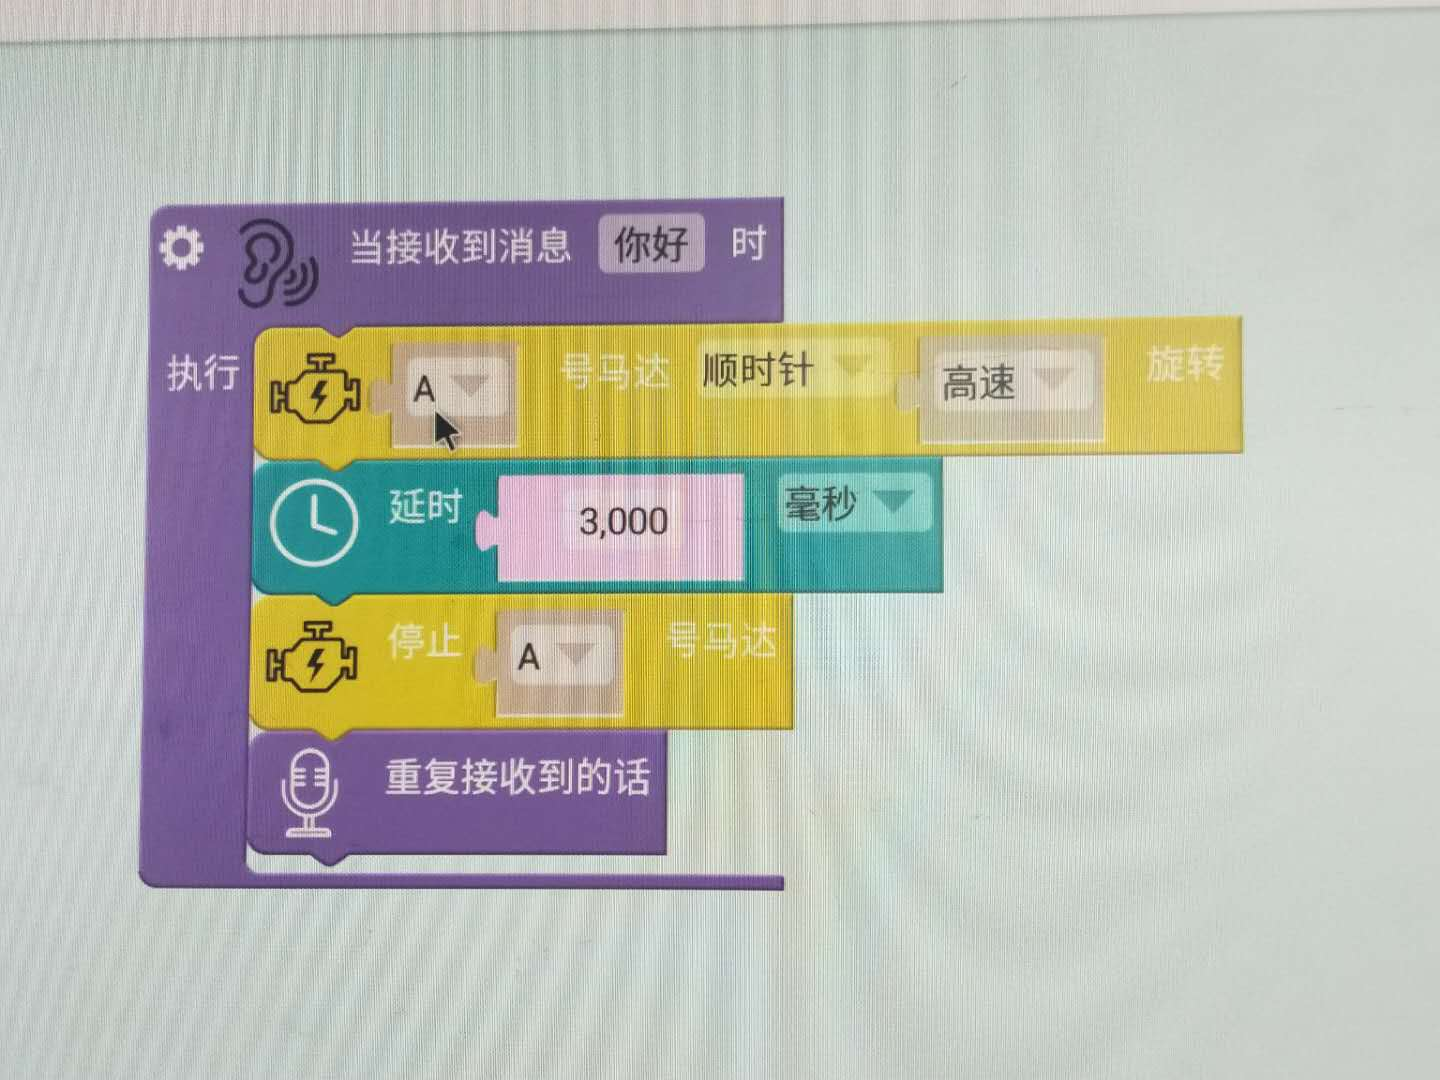 当接收到消息 你好 时
执行 A 号马达 顺时针 高速 旋转
延时 3,000 毫秒
停止 A 号马达
重复接收到的话